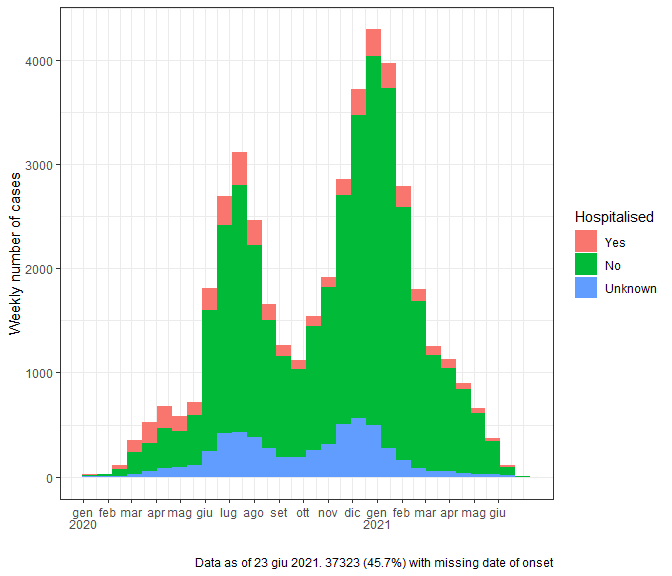 Weekly number of cases
4000
3000
2000
1000
0
gen feb mar apr mag giu lug ago set ott nov dic gen feb mar apr mag giu
2020 2021
Hospitalised
Yes
No
Unknown
Data as of 23 giu 2021. 37323 (45.7%) with missing date of onset